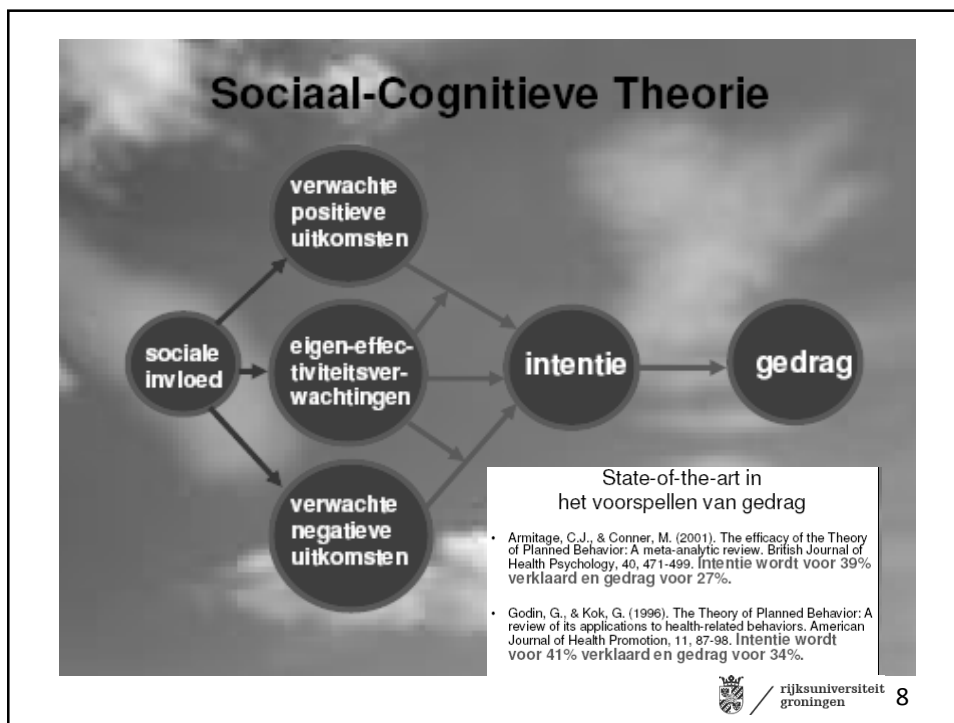 Sociaal-Cognitieve Theorie
verwachte
positieve
uitkomsten
sociale
invloed
eigen-effec-
tiviteitsver-
wachtingen
intentie
gedrag
verwachte
negatieve
uitkomsten
State-of-the-art in
het voorspellen van gedrag
• Armitage, C.J., & Conner, M. (2001). The efficacy of the Theory
of Planned Behavior: A meta-analytic review. British Journal of
Health Psychology, 40, 471-499. Intentie wordt voor 39%
verklaard en gedrag voor 27%.
• Godin, G., & Kok, G. (1996). The Theory of Planned Behavior: A
review of its applications to health-related behaviors. American
Journal of Health Promotion, 11, 87-98. Intentie wordt
voor 41% verklaard en gedrag voor 34%.
rijksuniversiteit
groningen
8